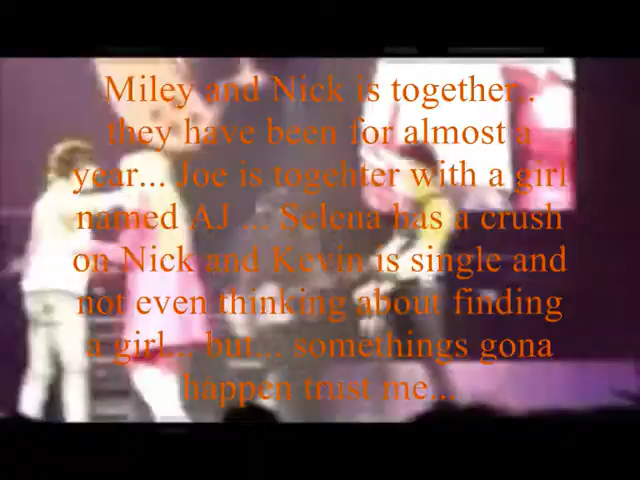 Miley and Nick is together..
they have been for almost a
year... Joe is togehter with a girl
named AJ ... Selena has a crush
on Nick and Kevin is single and
not even thinking about finding
a girl... but... somethings gona
happen trust me...